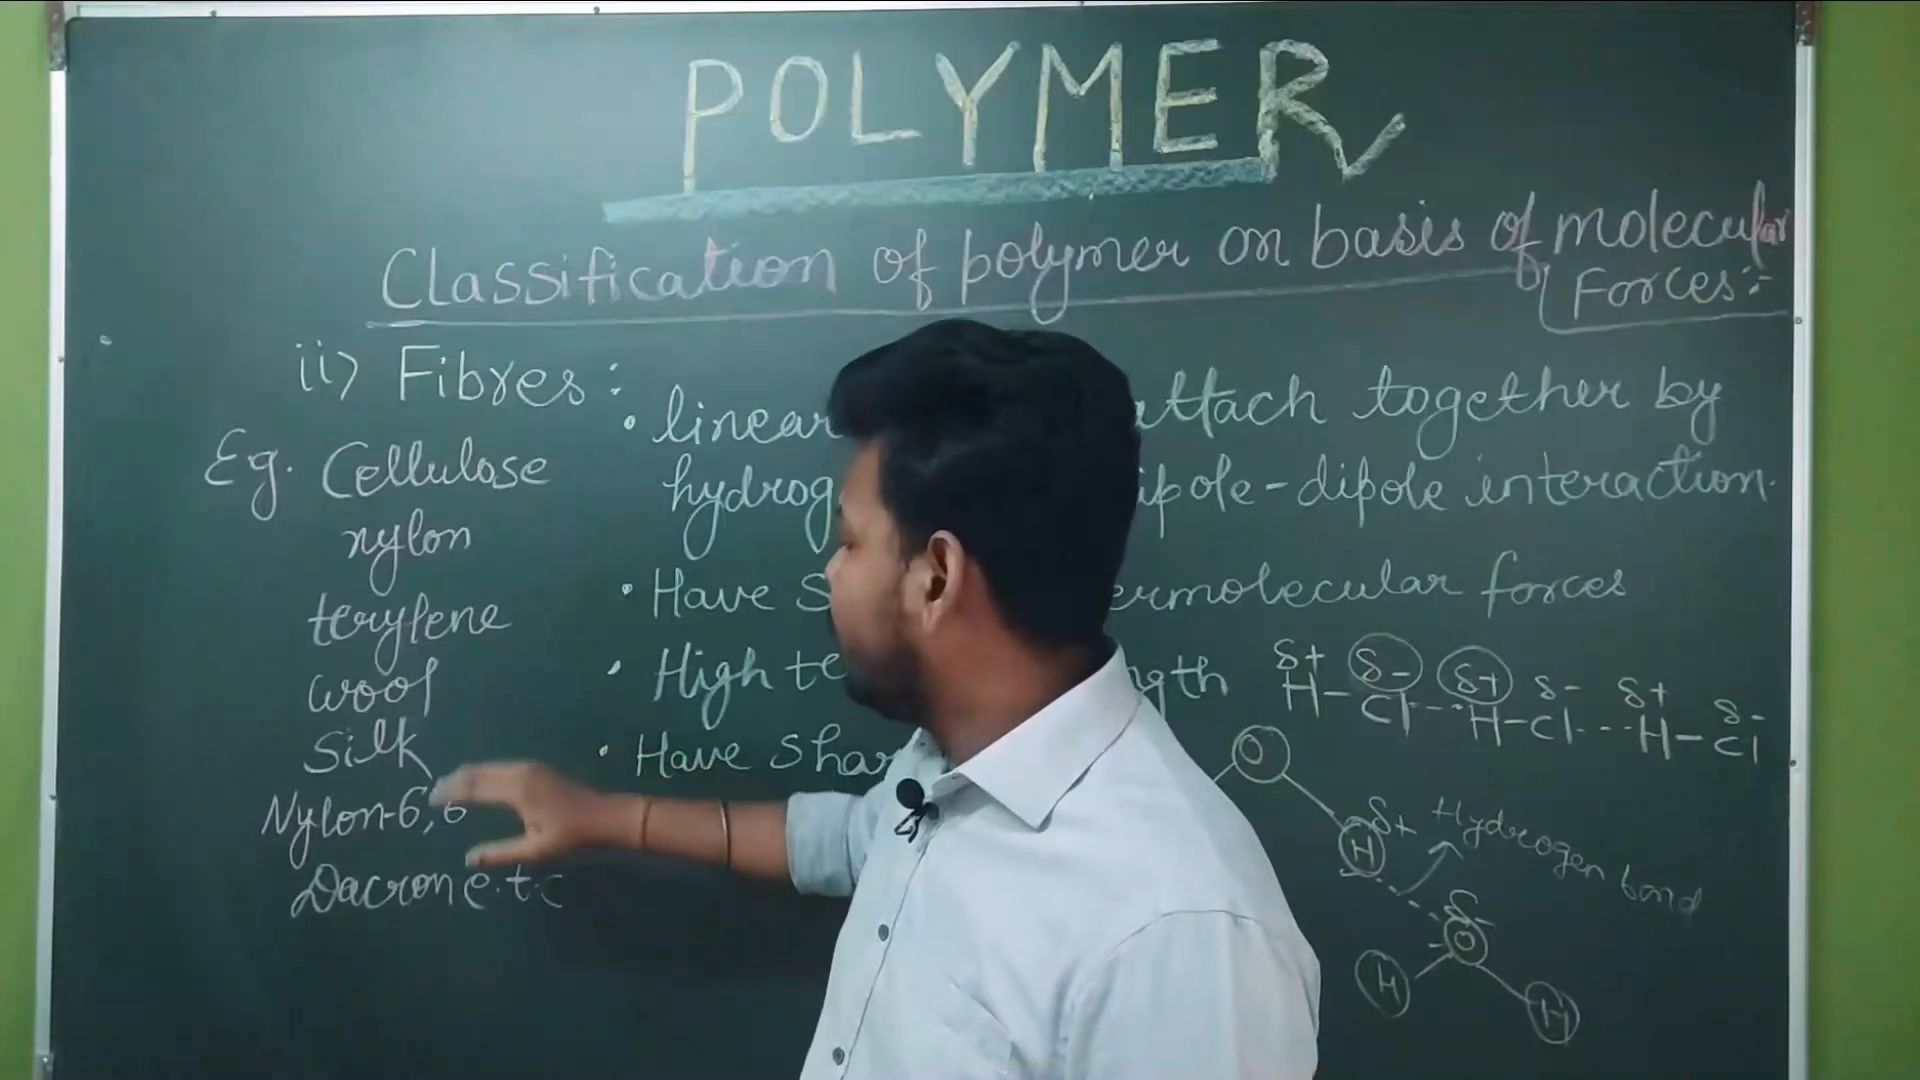 POLYMER
Classification of polymer on basis of molecular
Forces:-
ii) Fibres:
• linear attach together by
hydrog ipole-dipole interaction.
• Have s ermolecular forces
• High te ngth
• Have shar
Eg. Cellulose
nylon
terylene
wool
Silk
Nylon-6,6
Dacron e.t.c
δ+ δ- δ+ δ- δ+ δ-
H-Cl---H-Cl---H-Cl
O
H δ+ Hydrogen bond
δ-
O
H H